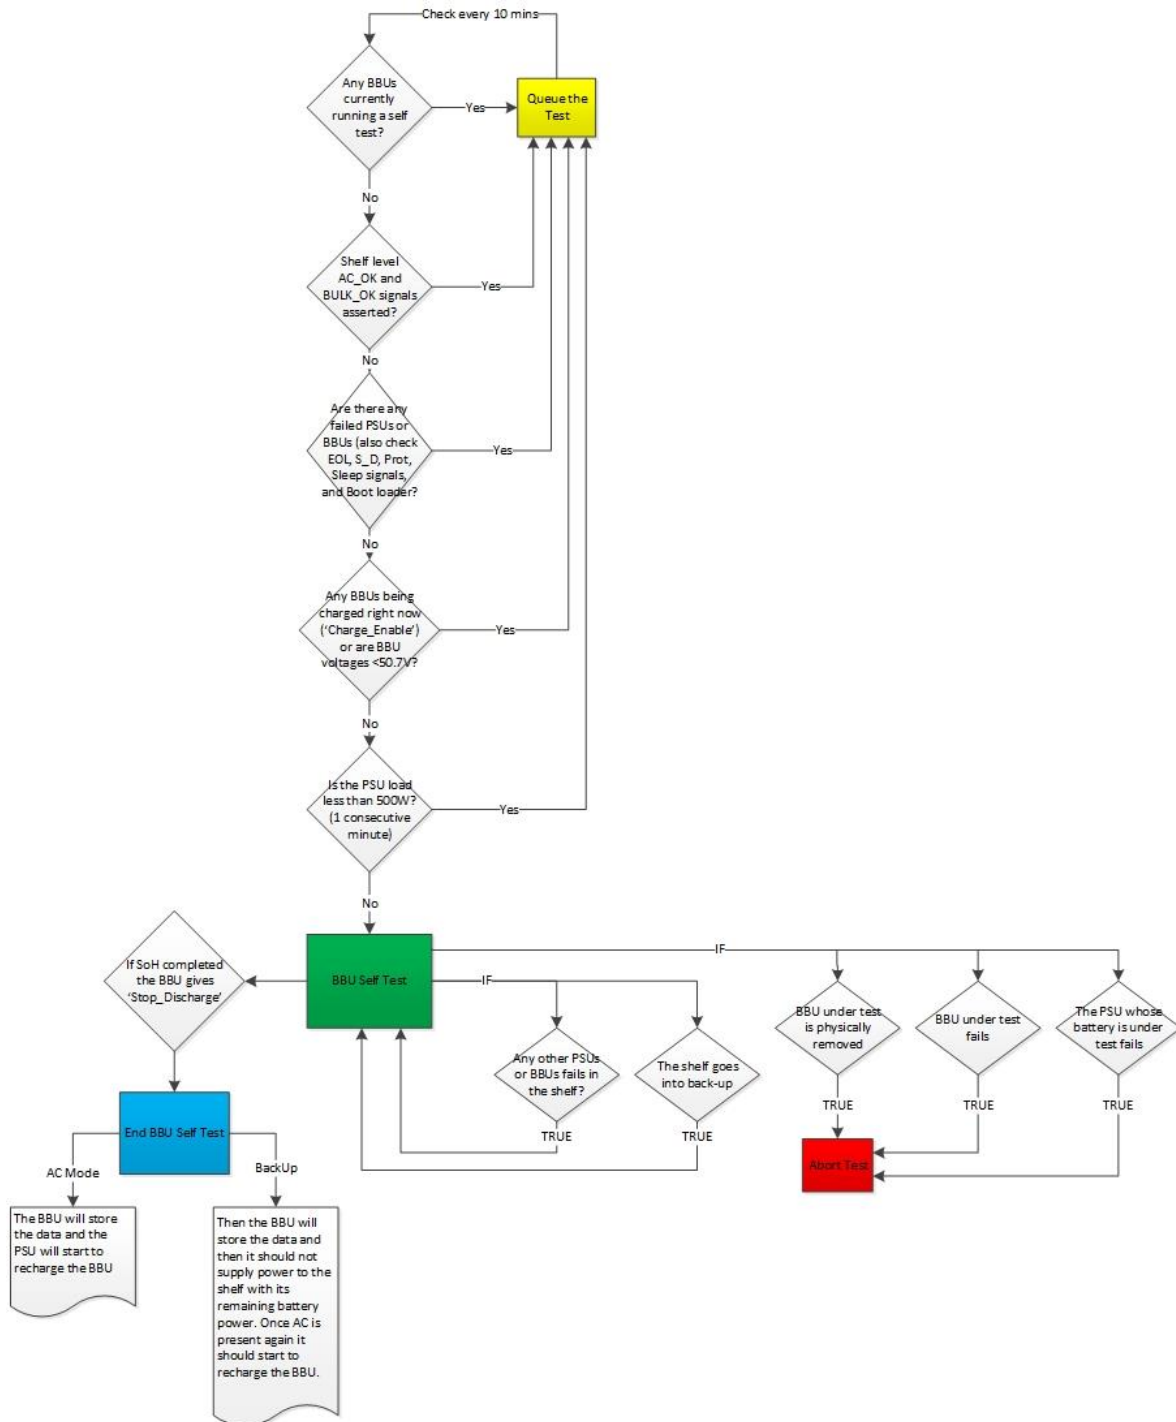 Check every 10 mins
Any BBUs
currently
running a self
test?
Yes
Queue the
Test
No
Shelf level
AC_OK and
BULK_OK signals
asserted?
Yes
No
Are there any
failed PSUs or
BBUs (also check
EOL, S_D, Prot,
Sleep signals,
and Boot loader?
Yes
No
Any BBUs being
charged right now
('Charge_Enable')
or are BBU
voltages <50.7V?
Yes
No
Is the PSU load
less than 500W?
(1 consecutive
minute)
Yes
No
If SoH completed
the BBU gives
'Stop_Discharge'
BBU Self Test
IF
IF
Any other PSUs
or BBUs fails in
the shelf?
TRUE
The shelf goes
into back-up
TRUE
BBU under test
is physically
removed
TRUE
BBU under test
fails
TRUE
The PSU whose
battery is under
test fails
TRUE
Abort Test
End BBU Self Test
AC Mode
BackUp
The BBU will store
the data and the
PSU will start to
recharge the BBU
Then the BBU will
store the data and
then it should not
supply power to the
shelf with its
remaining battery
power. Once AC is
present again it
should start to
recharge the BBU.